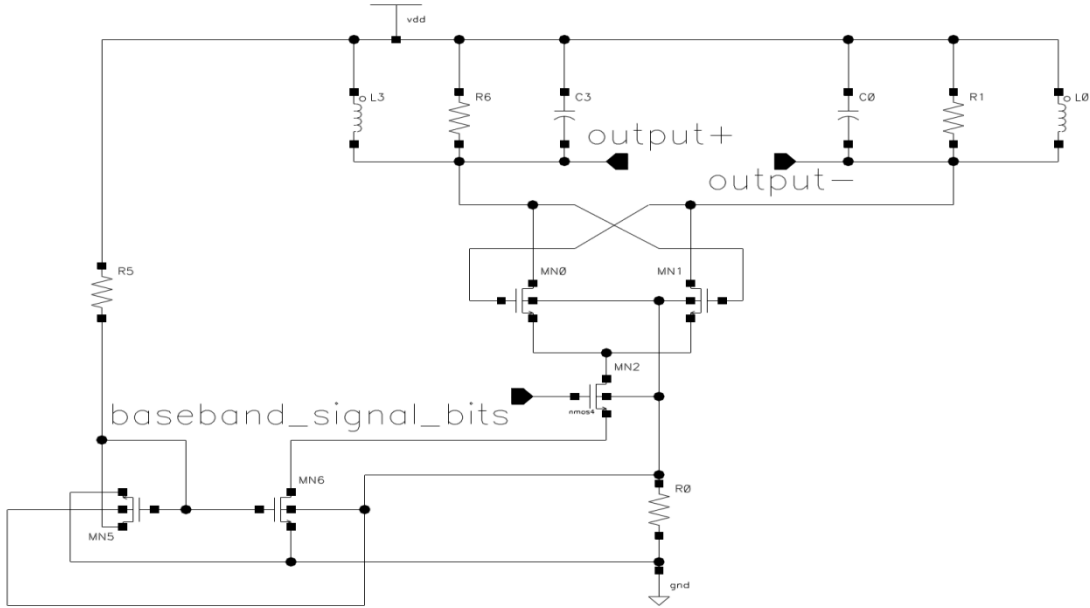 vdd
L3
R6
C3
C0
R1
L0
output+
output-
R5
MN0
MN1
MN2
nmos4
baseband_signal_bits
MN6
R0
MN5
gnd